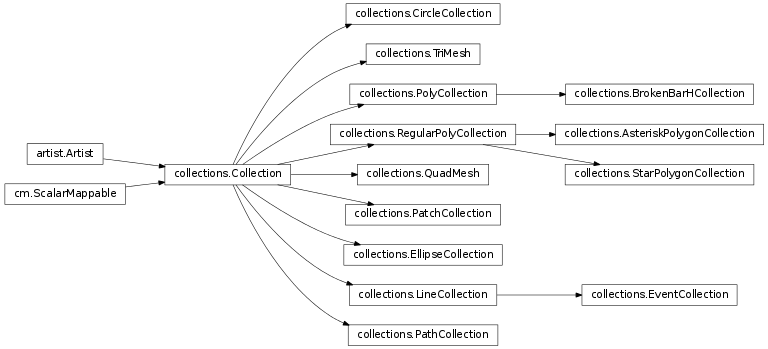 collections.CircleCollection
collections.TriMesh
collections.PolyCollection
collections.BrokenBarHCollection
collections.RegularPolyCollection
collections.AsteriskPolygonCollection
artist.Artist
collections.Collection
collections.QuadMesh
collections.StarPolygonCollection
cm.ScalarMappable
collections.PatchCollection
collections.EllipseCollection
collections.LineCollection
collections.EventCollection
collections.PathCollection